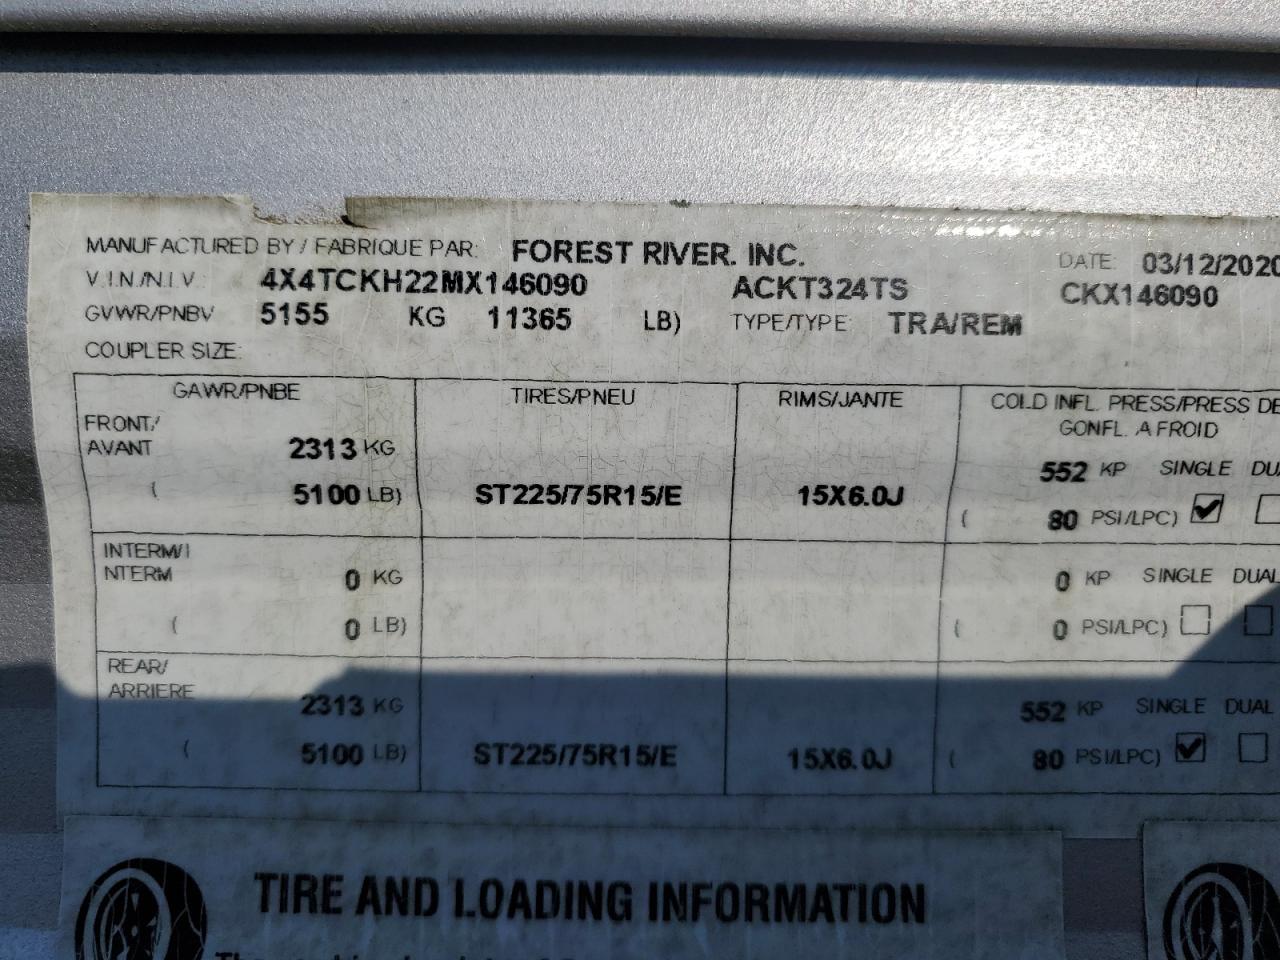 MANUFACTURED BY / FABRIQUE PAR: FOREST RIVER. INC. DATE: 03/12/2020
V.I.N./N.I.V.: 4X4TCKH22MX146090 ACKT324TS CKX146090
GVWR/PNBV 5155 KG 11365 LB) TYPE/TYPE: TRA/REM
COUPLER SIZE:
GAWR/PNBE TIRES/PNEU RIMS/JANTE COLD INFL. PRESS/PRESS DE
GONFL. A FROID
FRONT/
AVANT 2313 KG 552 KP SINGLE DU
( 5100 LB) ST225/75R15/E 15X6.0J ( 80 PSI/LPC)
INTERM/I
NTERM 0 KG 0 KP SINGLE DUAL
( 0 LB) ( 0 PSI/LPC)
REAR/
ARRIERE 2313 KG 552 KP SINGLE DUAL
( 5100 LB) ST225/75R15/E 15X6.0J ( 80 PSI/LPC)
TIRE AND LOADING INFORMATION